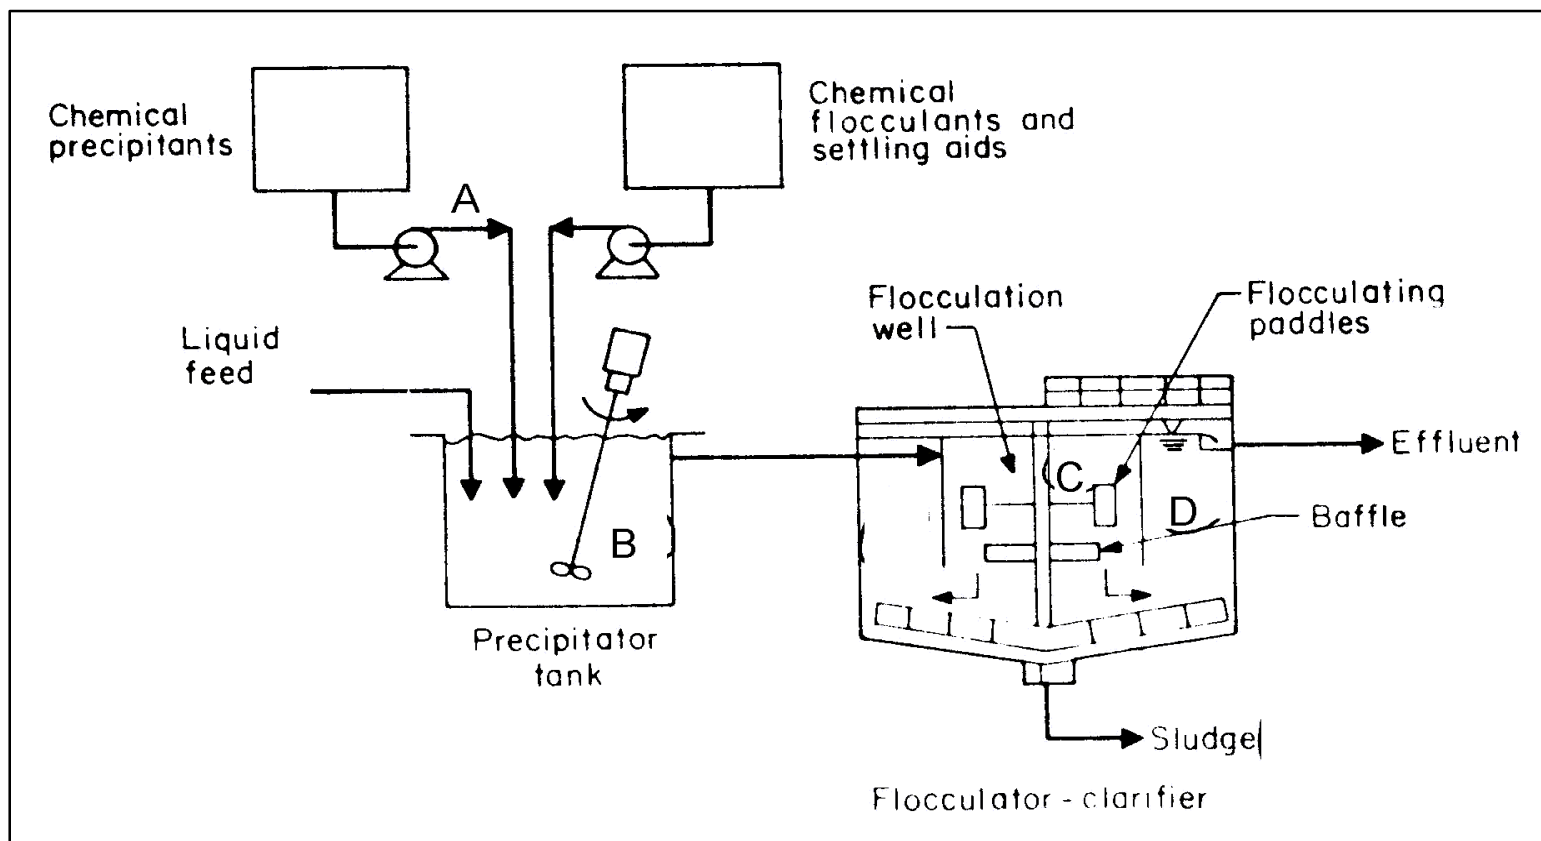 Chemical
precipitants
Chemical
flocculants and
settling aids
A
Liquid
feed
Flocculation
well
Flocculating
paddles
Effluent
C
B
D
Baffle
Precipitator
tank
Sludge
Flocculator - clarifier